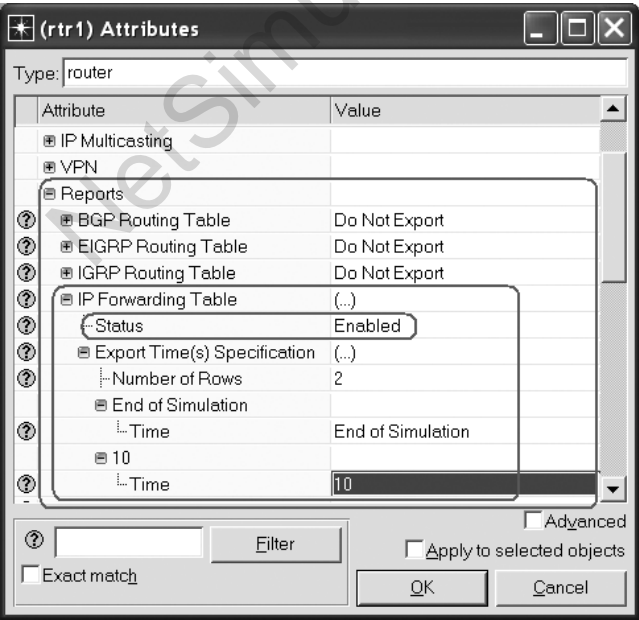 (rtr1) Attributes
Type: router
Attribute Value
IP Multicasting
VPN
Reports
BGP Routing Table Do Not Export
EIGRP Routing Table Do Not Export
IGRP Routing Table Do Not Export
IP Forwarding Table (...)
Status Enabled
Export Time(s) Specification (...)
Number of Rows 2
End of Simulation
Time End of Simulation
10
Time 10
Advanced
Filter
Apply to selected objects
Exact match
OK Cancel